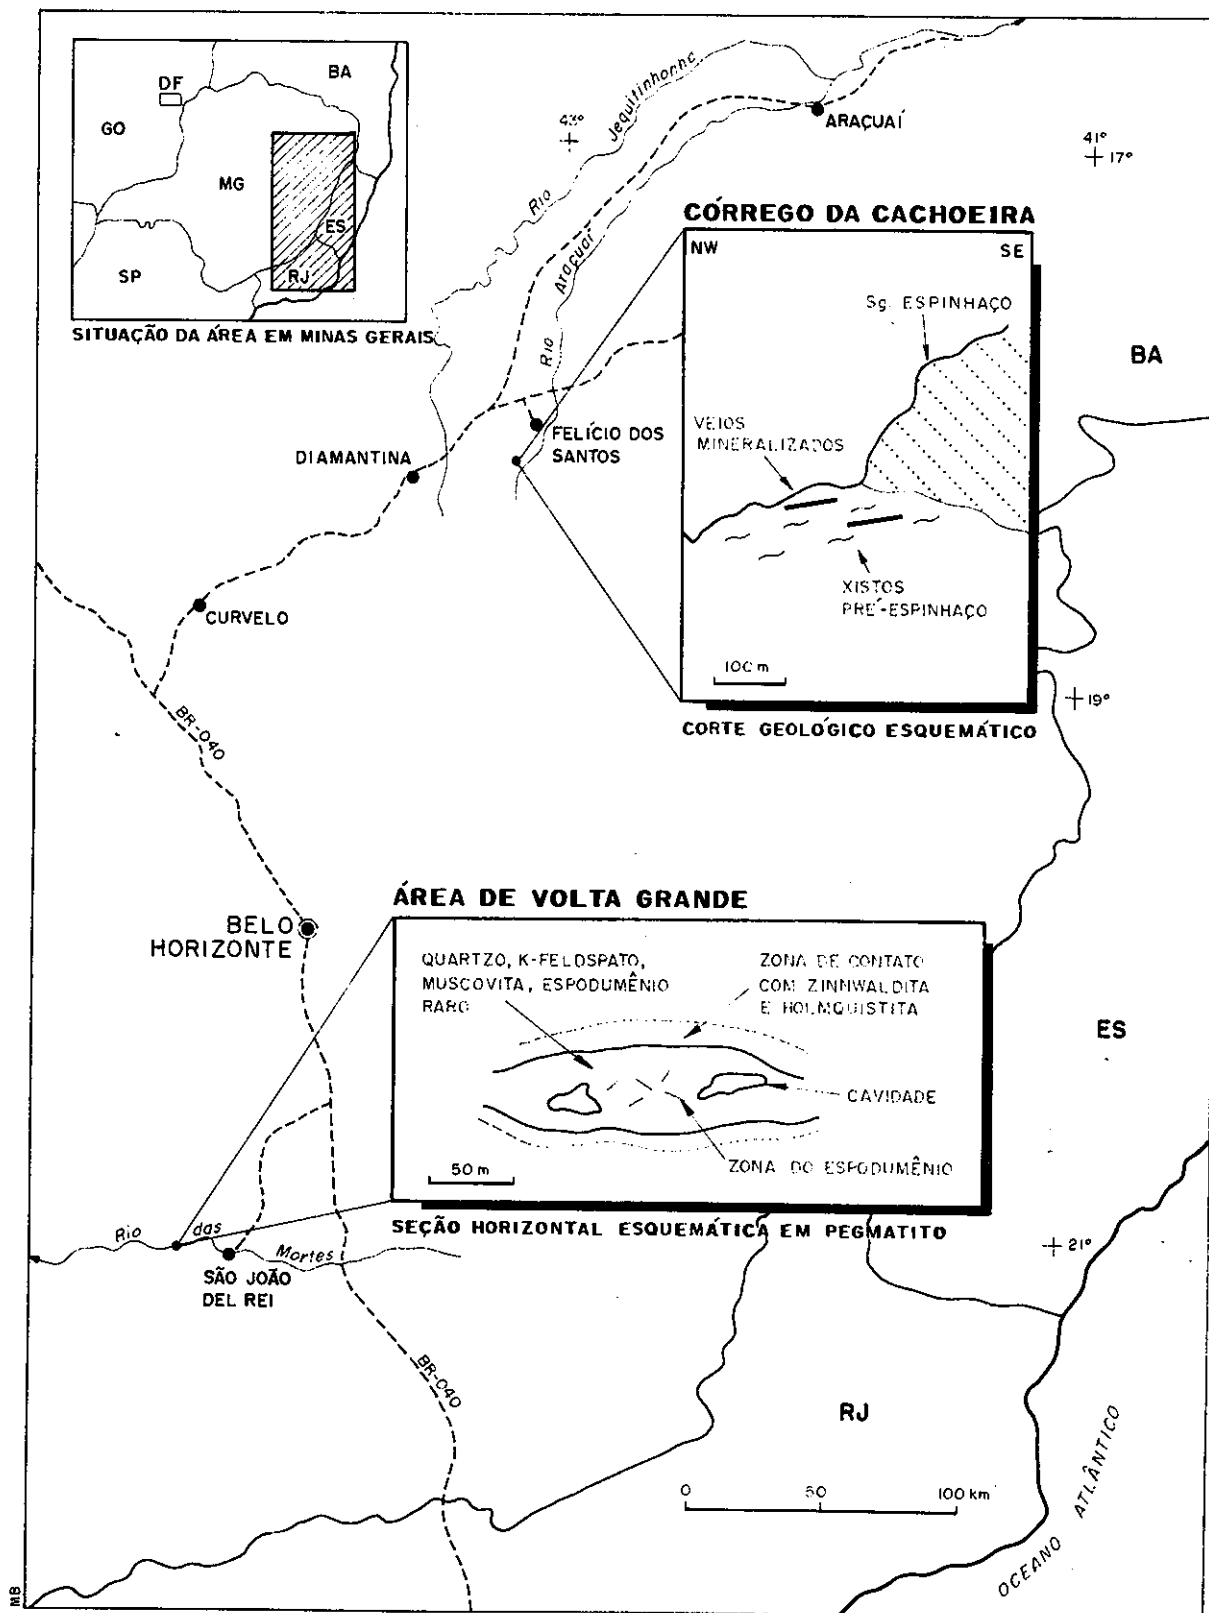 BA
DF
GO
MG
ES
SP
RJ
SITUAÇÃO DA ÁREA EM MINAS GERAIS
Rio Jequitinhonha
43°
ARAÇUAÍ
41°
17°
Rio Araçuaí
CÓRREGO DA CACHOEIRA
NW
SE
Sg. ESPINHAÇO
VEIOS
MINERALIZADOS
XISTOS
PRÉ-ESPINHAÇO
100 m
CORTE GEOLÓGICO ESQUEMÁTICO
BA
FELÍCIO DOS
SANTOS
DIAMANTINA
CURVELO
19°
BR-040
BELO
HORIZONTE
ÁREA DE VOLTA GRANDE
QUARTZO, K-FELDSPATO,
MUSCOVITA, ESPODUMÊNIO
RARO
ZONA DE CONTATO
COM ZINNWALDITA
E HOLMQUISTITA
CAVIDADE
ZONA DO ESPODUMÊNIO
50 m
SEÇÃO HORIZONTAL ESQUEMÁTICA EM PEGMATITO
ES
Rio das Mortes
SÃO JOÃO
DEL REI
21°
BR-040
RJ
0 50 100 km
OCEANO ATLÂNTICO
MB